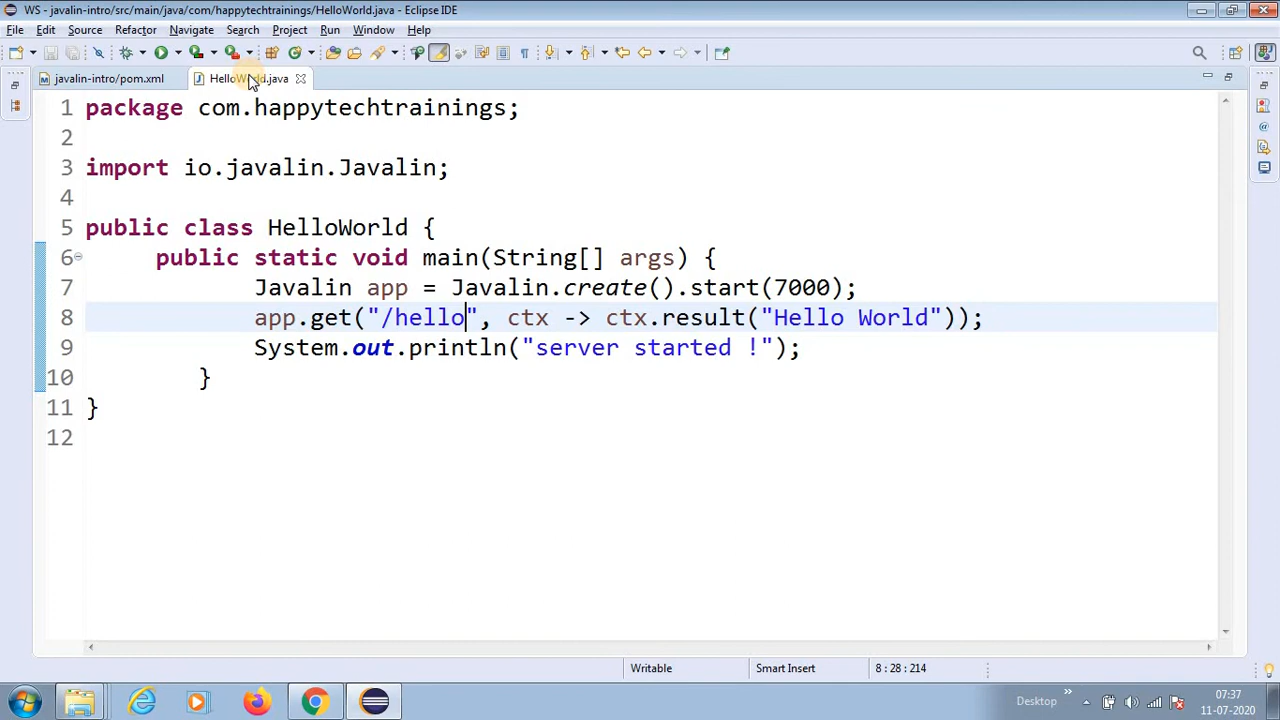 WS - javalin-intro/src/main/java/com/happytechtrainings/HelloWorld.java - Eclipse IDE
File Edit Source Refactor Navigate Search Project Run Window Help
javalin-intro/pom.xml HelloWorld.java
1 package com.happytechtrainings;
2
3 import io.javalin.Javalin;
4
5 public class HelloWorld {
6 public static void main(String[] args) {
7 Javalin app = Javalin.create().start(7000);
8 app.get("/hello", ctx -> ctx.result("Hello World"));
9 System.out.println("server started !");
10 }
11 }
12
Writable Smart Insert 8 : 28 : 214
Desktop » 07:37
11-07-2020